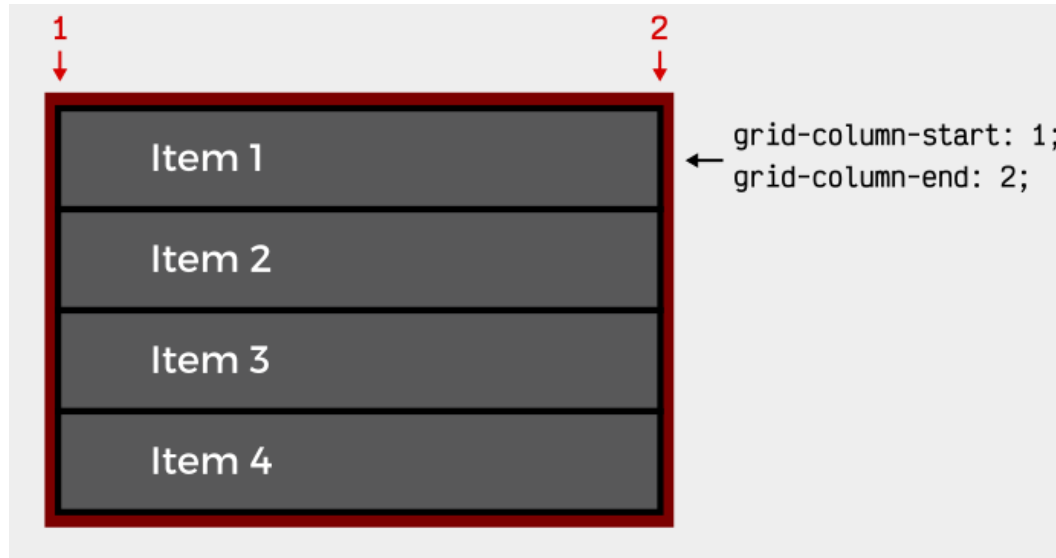 1 2
Item 1
grid-column-start: 1;
grid-column-end: 2;
Item 2
Item 3
Item 4